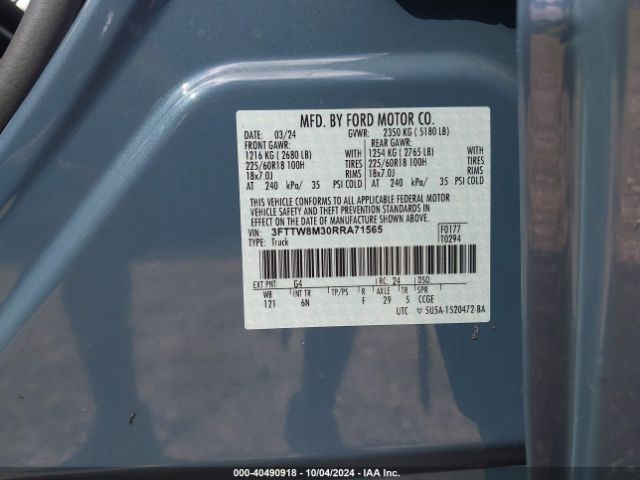 MFD. BY FORD MOTOR CO.
DATE: 03/24 GVWR: 2350 KG ( 5180 LB)
FRONT GAWR: REAR GAWR:
1216 KG ( 2680 LB) WITH 1254 KG ( 2765 LB) WITH
225/60R18 100H TIRES 225/60R18 100H TIRES
18x7.0J RIMS 18x7.0J RIMS
AT 240 kPa/ 35 PSI COLD AT 240 kPa/ 35 PSI COLD
THIS VEHICLE CONFORMS TO ALL APPLICABLE FEDERAL MOTOR
VEHICLE SAFETY AND THEFT PREVENTION STANDARDS IN EFFECT
ON THE DATE OF MANUFACTURE SHOWN ABOVE.
VIN: 3FTTW8M30RRA71565 F0177
TYPE: Truck T0294
EXT PNT: G4 RC: 24 DSO:
WB INT TR TP/PS R AXLE TR SPR
121 6N F 29 5 CCGE
UTC ▽ 5U5A-1520472-BA
000-40490918 - 10/04/2024 - IAA Inc.